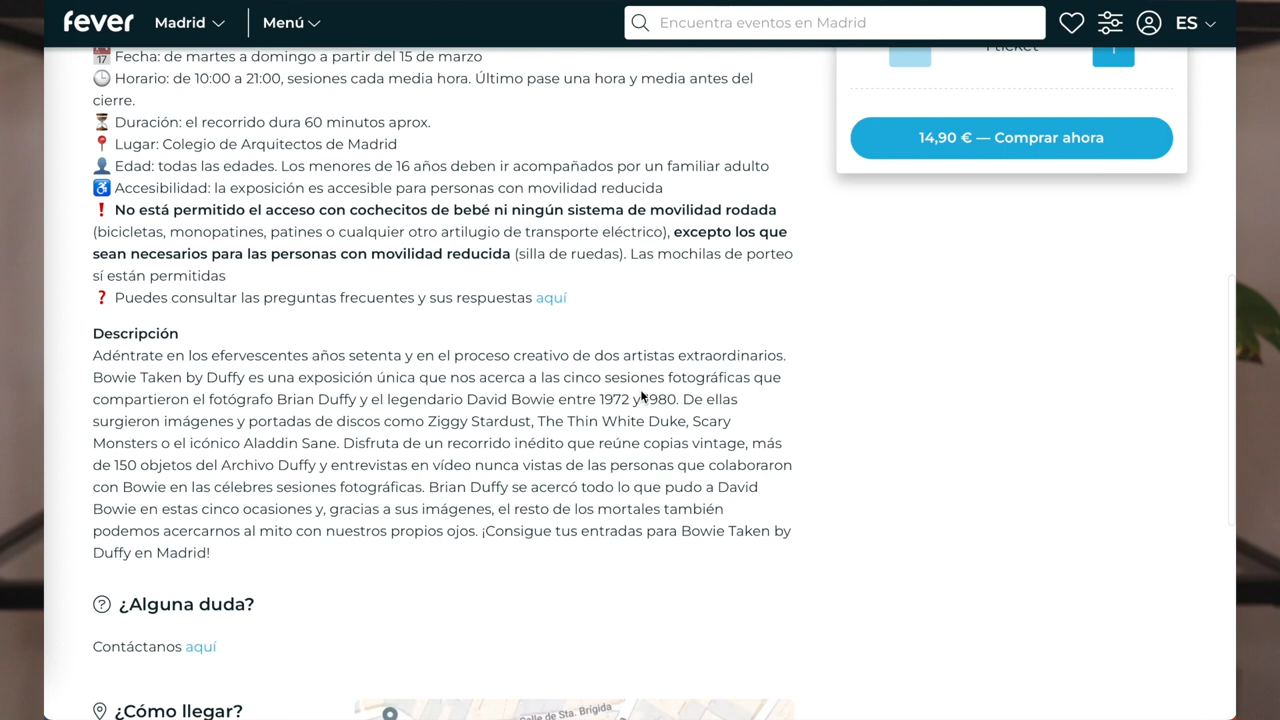 fever
Madrid
Menú
Encuentra eventos en Madrid
ES
📅 Fecha: de martes a domingo a partir del 15 de marzo
🕒 Horario: de 10:00 a 21:00, sesiones cada media hora. Último pase una hora y media antes del
cierre.
⏳ Duración: el recorrido dura 60 minutos aprox.
📍 Lugar: Colegio de Arquitectos de Madrid
👤 Edad: todas las edades. Los menores de 16 años deben ir acompañados por un familiar adulto
♿ Accesibilidad: la exposición es accesible para personas con movilidad reducida
❗ No está permitido el acceso con cochecitos de bebé ni ningún sistema de movilidad rodada
(bicicletas, monopatines, patines o cualquier otro artilugio de transporte eléctrico), excepto los que
sean necesarios para las personas con movilidad reducida (silla de ruedas). Las mochilas de porteo
sí están permitidas
❓ Puedes consultar las preguntas frecuentes y sus respuestas aquí
Descripción
Adéntrate en los efervescentes años setenta y en el proceso creativo de dos artistas extraordinarios.
Bowie Taken by Duffy es una exposición única que nos acerca a las cinco sesiones fotográficas que
compartieron el fotógrafo Brian Duffy y el legendario David Bowie entre 1972 y 1980. De ellas
surgieron imágenes y portadas de discos como Ziggy Stardust, The Thin White Duke, Scary
Monsters o el icónico Aladdin Sane. Disfruta de un recorrido inédito que reúne copias vintage, más
de 150 objetos del Archivo Duffy y entrevistas en vídeo nunca vistas de las personas que colaboraron
con Bowie en las célebres sesiones fotográficas. Brian Duffy se acercó todo lo que pudo a David
Bowie en estas cinco ocasiones y, gracias a sus imágenes, el resto de los mortales también
podemos acercarnos al mito con nuestros propios ojos. ¡Consigue tus entradas para Bowie Taken by
Duffy en Madrid!
¿Alguna duda?
Contáctanos aquí
¿Cómo llegar?
Calle de Sta. Brígida
1 ticket
14,90 € — Comprar ahora